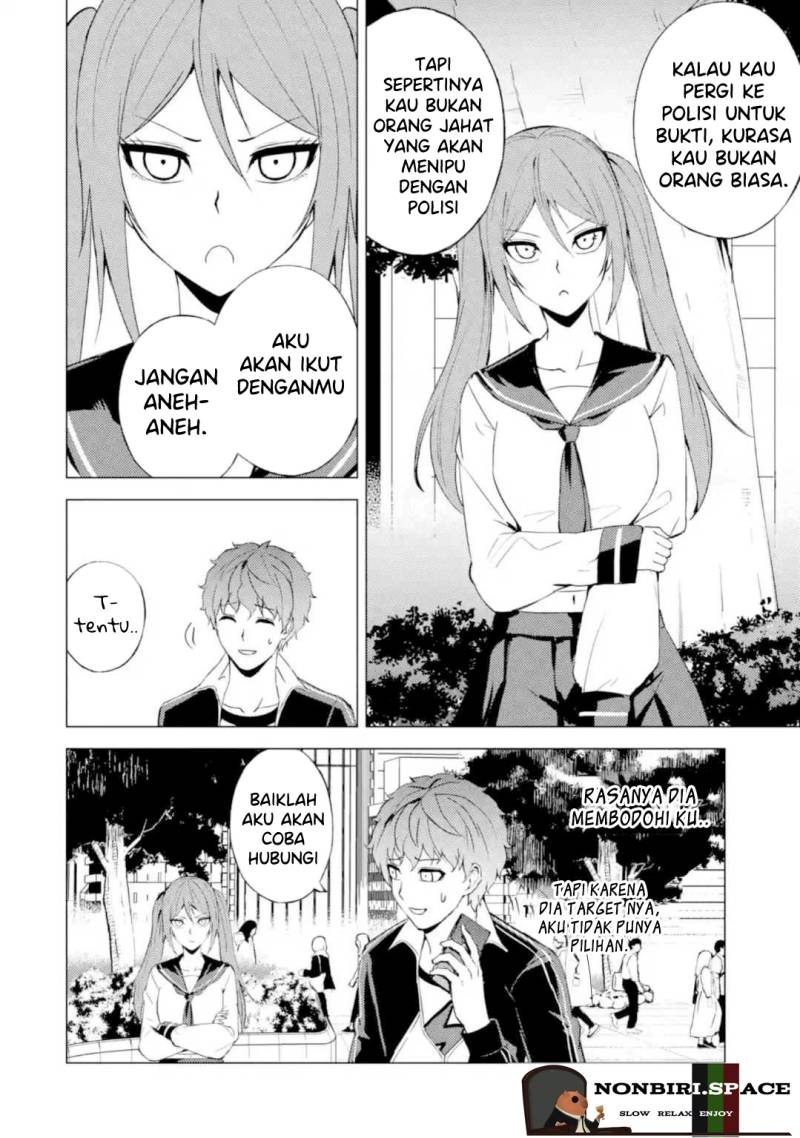 KALAU KAU
PERGI KE
POLISI UNTUK
BUKTI, KURASA
KAU BUKAN
ORANG BIASA.
TAPI
SEPERTINYA
KAU BUKAN
ORANG JAHAT
YANG AKAN
MENIPU
DENGAN
POLISI
AKU
AKAN IKUT
DENGANMU
JANGAN
ANEH-
ANEH.
T-
tentu..
RASANYA DIA
MEMBODOHI KU..
TAPI KARENA
DIA TARGET NYA,
AKU TIDAK PUNYA
PILIHAN.
BAIKLAH
AKU AKAN
COBA
HUBUNGI
NONBIRI.SPACE
SLOW RELAX ENJOY